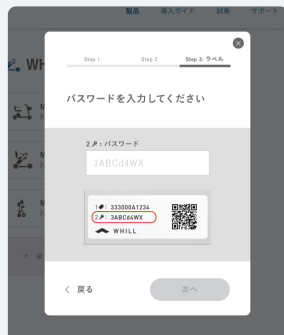 製品 導入ガイド 試乗 サポート
WH
Step 1 Step 2 Step 3: ラベル
パスワードを入力してください
2 : パスワード
3ABCd4WX
1 : 333000A1234
2 : 3ABCd4WX
WHILL
戻る 次へ